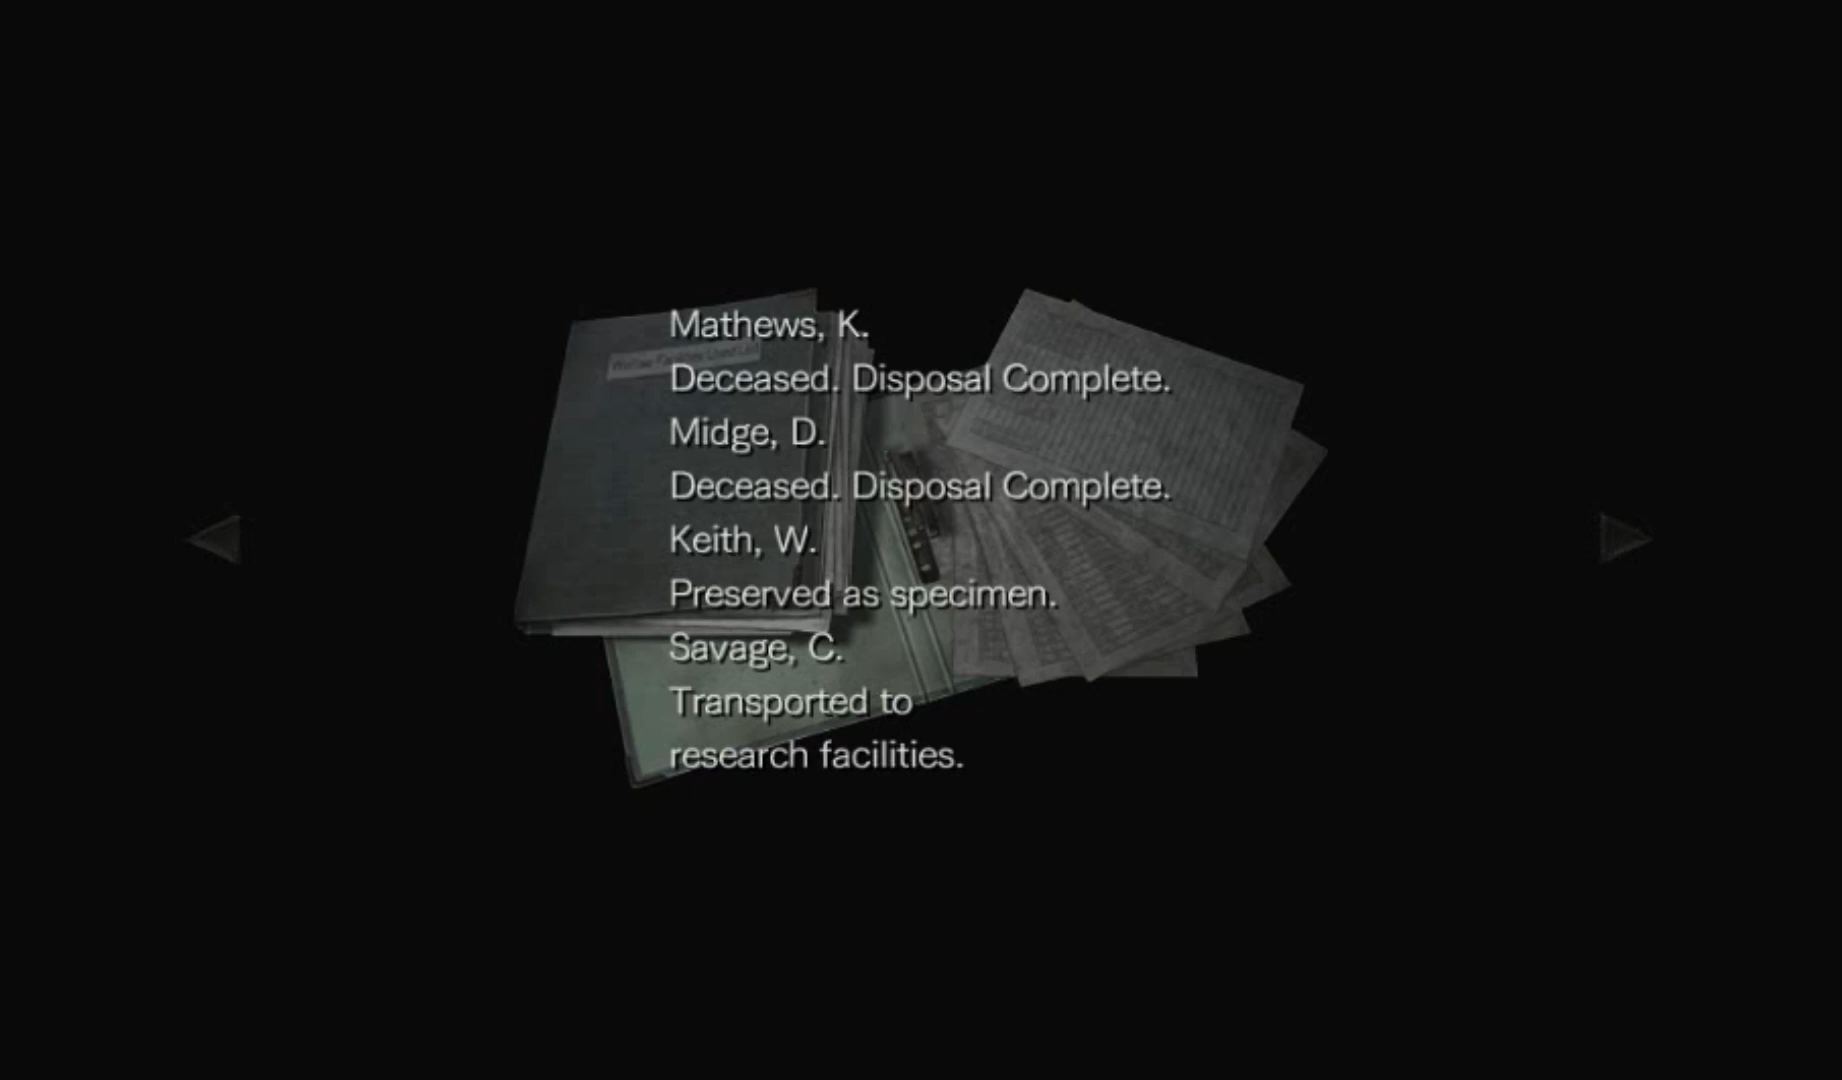 Mathews, K.
Deceased. Disposal Complete.
Midge, D.
Deceased. Disposal Complete.
Keith, W.
Preserved as specimen.
Savage, C.
Transported to
research facilities.